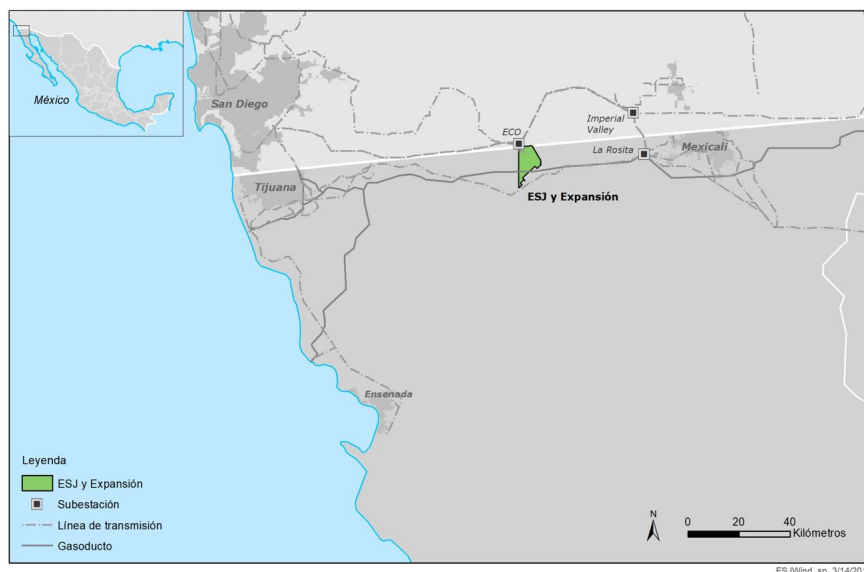 México
San Diego
ECO
Imperial
Valley
La Rosita
Mexicali
Tijuana
ESJ y Expansión
Ensenada
Leyenda
ESJ y Expansión
Subestación
Línea de transmisión
Gasoducto
N
0 20 40
Kilómetros